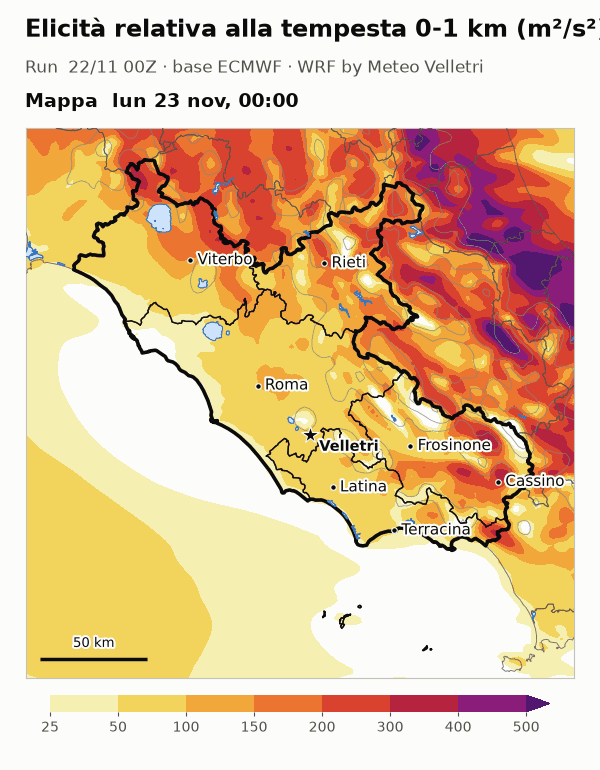 Elicità relativa alla tempesta 0-1 km (m²/s²)
Run  22/11 00Z · base ECMWF · WRF by Meteo Velletri
Mappa  lun 23 nov, 00:00
Viterbo
Rieti
Roma
Velletri
Frosinone
Cassino
Latina
Terracina
50 km
25 50 100 150 200 300 400 500